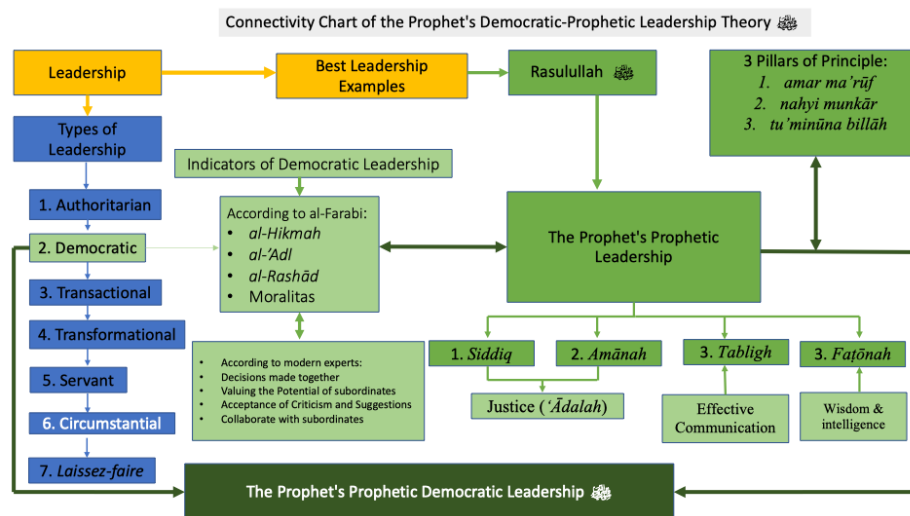 Connectivity Chart of the Prophet's Democratic-Prophetic Leadership Theory ﷺ
Leadership
Best Leadership
Examples
Rasulullah ﷺ
3 Pillars of Principle:
1. amar ma’rūf
2. nahyi munkār
3. tu’minūna billāh
Types of
Leadership
Indicators of Democratic Leadership
1. Authoritarian
2. Democratic
3. Transactional
4. Transformational
5. Servant
6. Circumstantial
7. Laissez-faire
According to al-Farabi:
• al-Hikmah
• al-’Adl
• al-Rashād
• Moralitas
The Prophet's Prophetic
Leadership
• According to modern experts:
• Decisions made together
• Valuing the Potential of subordinates
• Acceptance of Criticism and Suggestions
• Collaborate with subordinates
1. Siddiq
2. Amānah
3. Tabligh
3. Faṭōnah
Justice (‘Ādalah)
Effective
Communication
Wisdom &
intelligence
The Prophet's Prophetic Democratic Leadership ﷺ